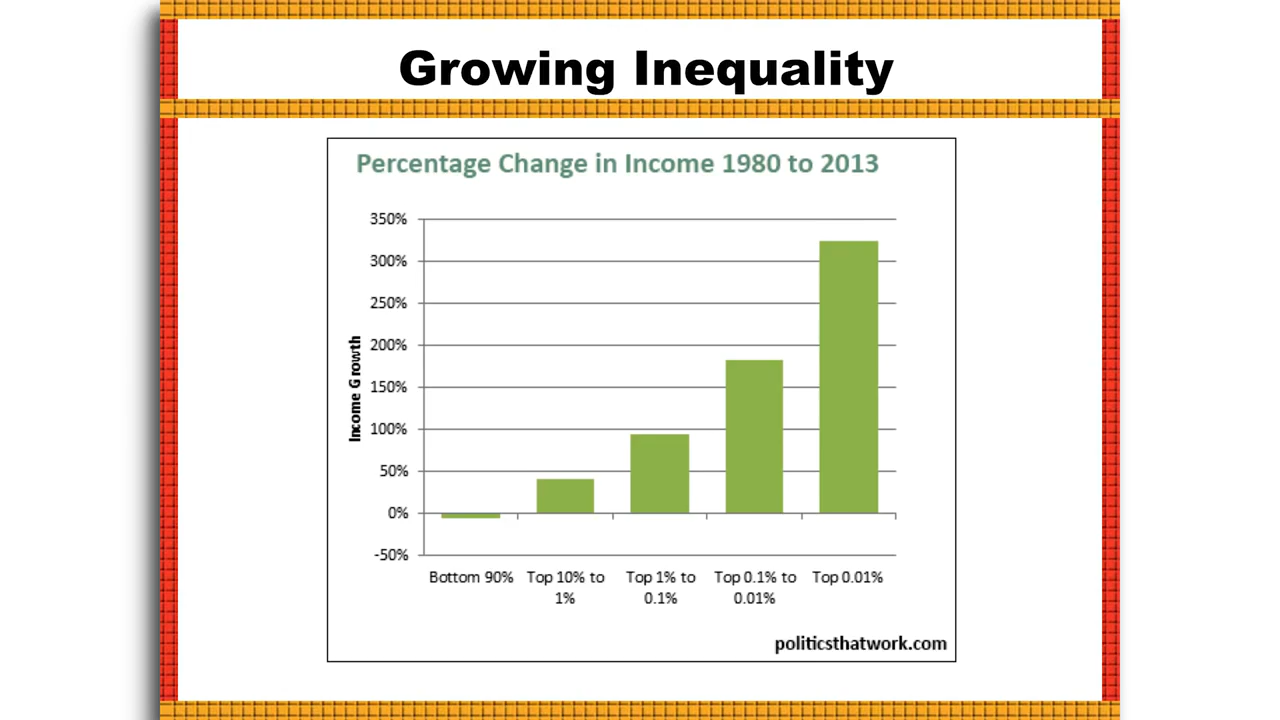 Growing Inequality
Percentage Change in Income 1980 to 2013
350%
300%
250%
200%
150%
100%
50%
0%
-50%
Income Growth
Bottom 90%
Top 10% to
1%
Top 1% to
0.1%
Top 0.1% to
0.01%
Top 0.01%
politicsthatwork.com